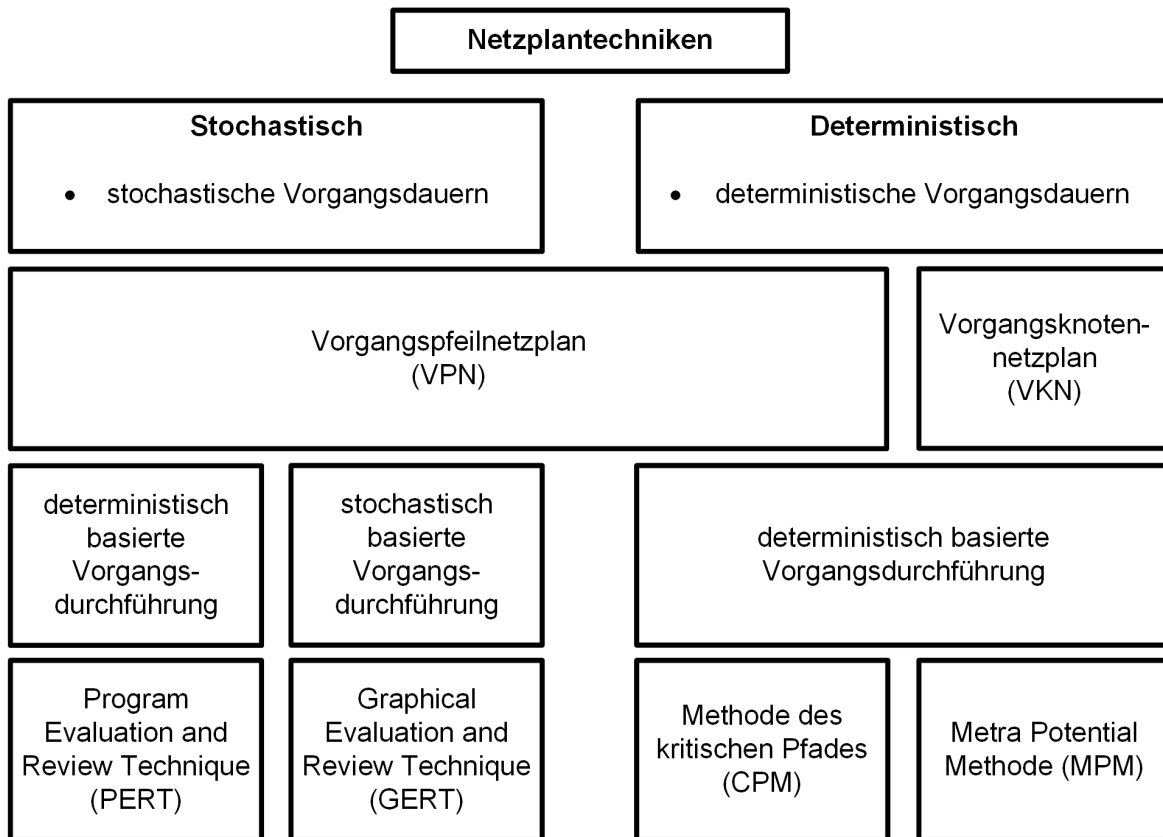 Netzplantechniken
Stochastisch
• stochastische Vorgangsdauern
Deterministisch
• deterministische Vorgangsdauern
Vorgangspfeilnetzplan
(VPN)
Vorgangsknoten-
netzplan
(VKN)
deterministisch
basierte
Vorgangs-
durchführung
stochastisch
basierte
Vorgangs-
durchführung
deterministisch basierte
Vorgangsdurchführung
Program
Evaluation and
Review Technique
(PERT)
Graphical
Evaluation and
Review Technique
(GERT)
Methode des
kritischen Pfades
(CPM)
Metra Potential
Methode (MPM)